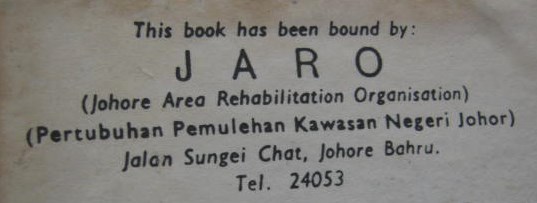 This book has been bound by:
J A R O
(Johore Area Rehabilitation Organisation)
(Pertubuhan Pemulehan Kawasan Negeri Johor)
Jalan Sungei Chat, Johore Bahru.
Tel. 24053